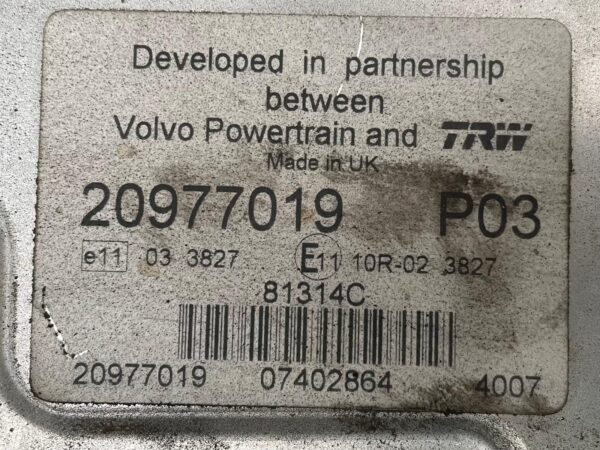 Developed in partnership
between
Volvo Powertrain and TRW
Made in UK
20977019 P03
e11 03 3827 E11 10R-02 3827
81314C
20977019 07402864 4007